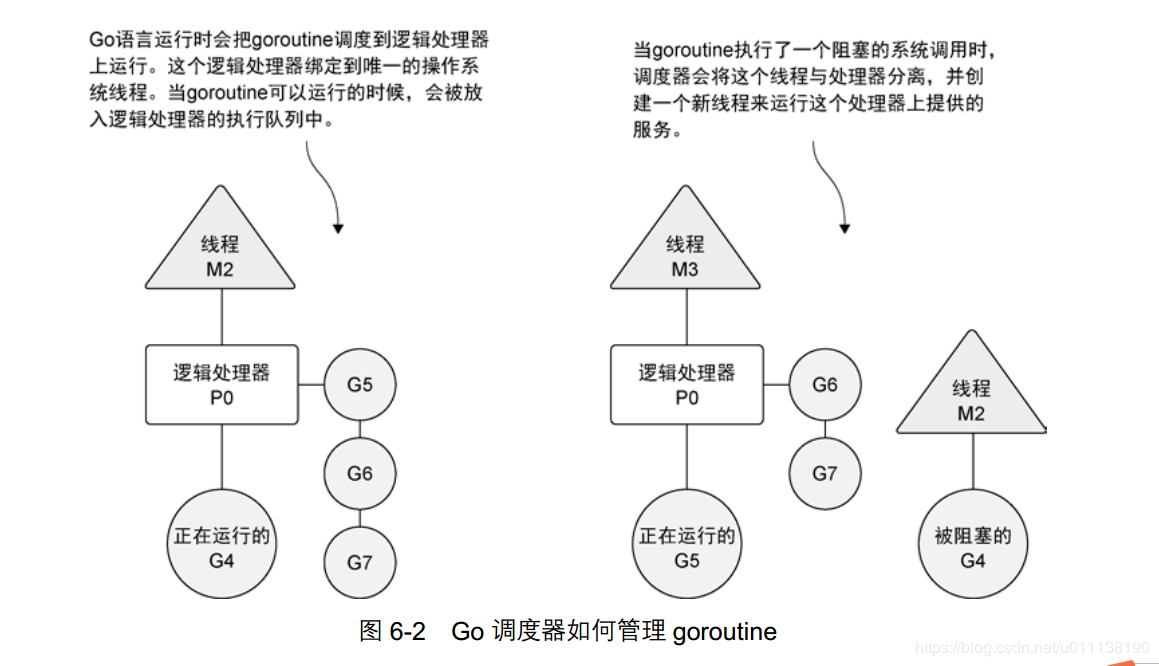 Go语言运行时会把goroutine调度到逻辑处理器
上运行。这个逻辑处理器绑定到唯一的操作系
统线程。当goroutine可以运行的时候，会被放
入逻辑处理器的执行队列中。
当goroutine执行了一个阻塞的系统调用时，
调度器会将这个线程与处理器分离，并创
建一个新线程来运行这个处理器上提供的
服务。
线程
M2
逻辑处理器
P0
G5
G6
G7
正在运行的
G4
线程
M3
逻辑处理器
P0
G6
G7
正在运行的
G5
线程
M2
被阻塞的
G4
图 6-2 Go 调度器如何管理 goroutine
https://blog.csdn.net/u011138190